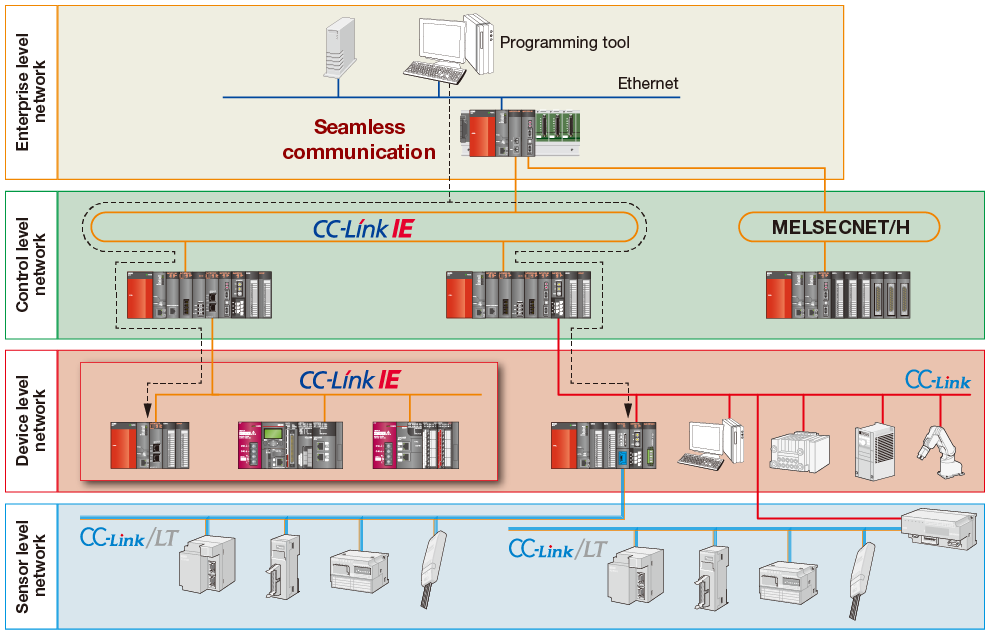 Enterprise level
network
Programming tool
Ethernet
Seamless
communication
Control level
network
CC-Link IE
MELSECNET/H
Device level
network
CC-Link IE
CC-Link
Sensor level
network
CC-Link/LT
CC-Link/LT